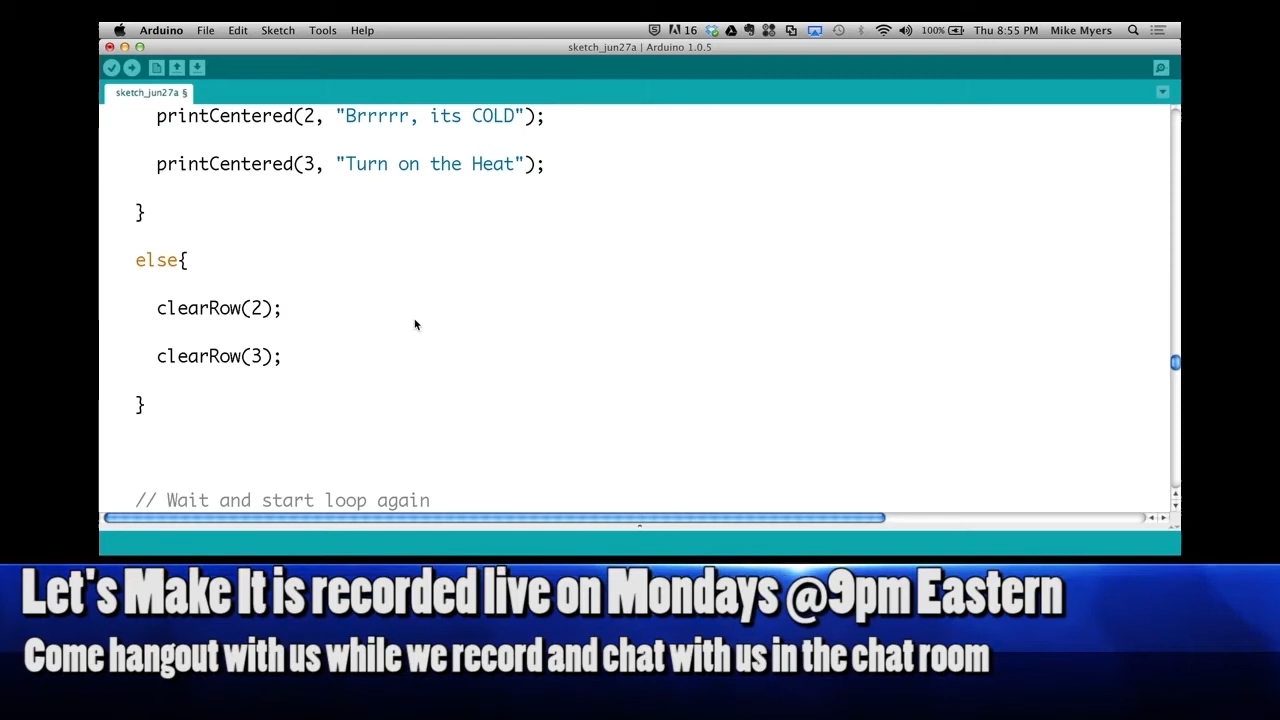 Arduino File Edit Sketch Tools Help 16 100% Thu 8:55 PM Mike Myers
sketch_jun27a | Arduino 1.0.5
sketch_jun27a §
printCentered(2, "Brrrrr, its COLD");
printCentered(3, "Turn on the Heat");
}
else{
clearRow(2);
clearRow(3);
}
// Wait and start loop again
Let's Make It is recorded live on Mondays @9pm Eastern
Come hangout with us while we record and chat with us in the chat room